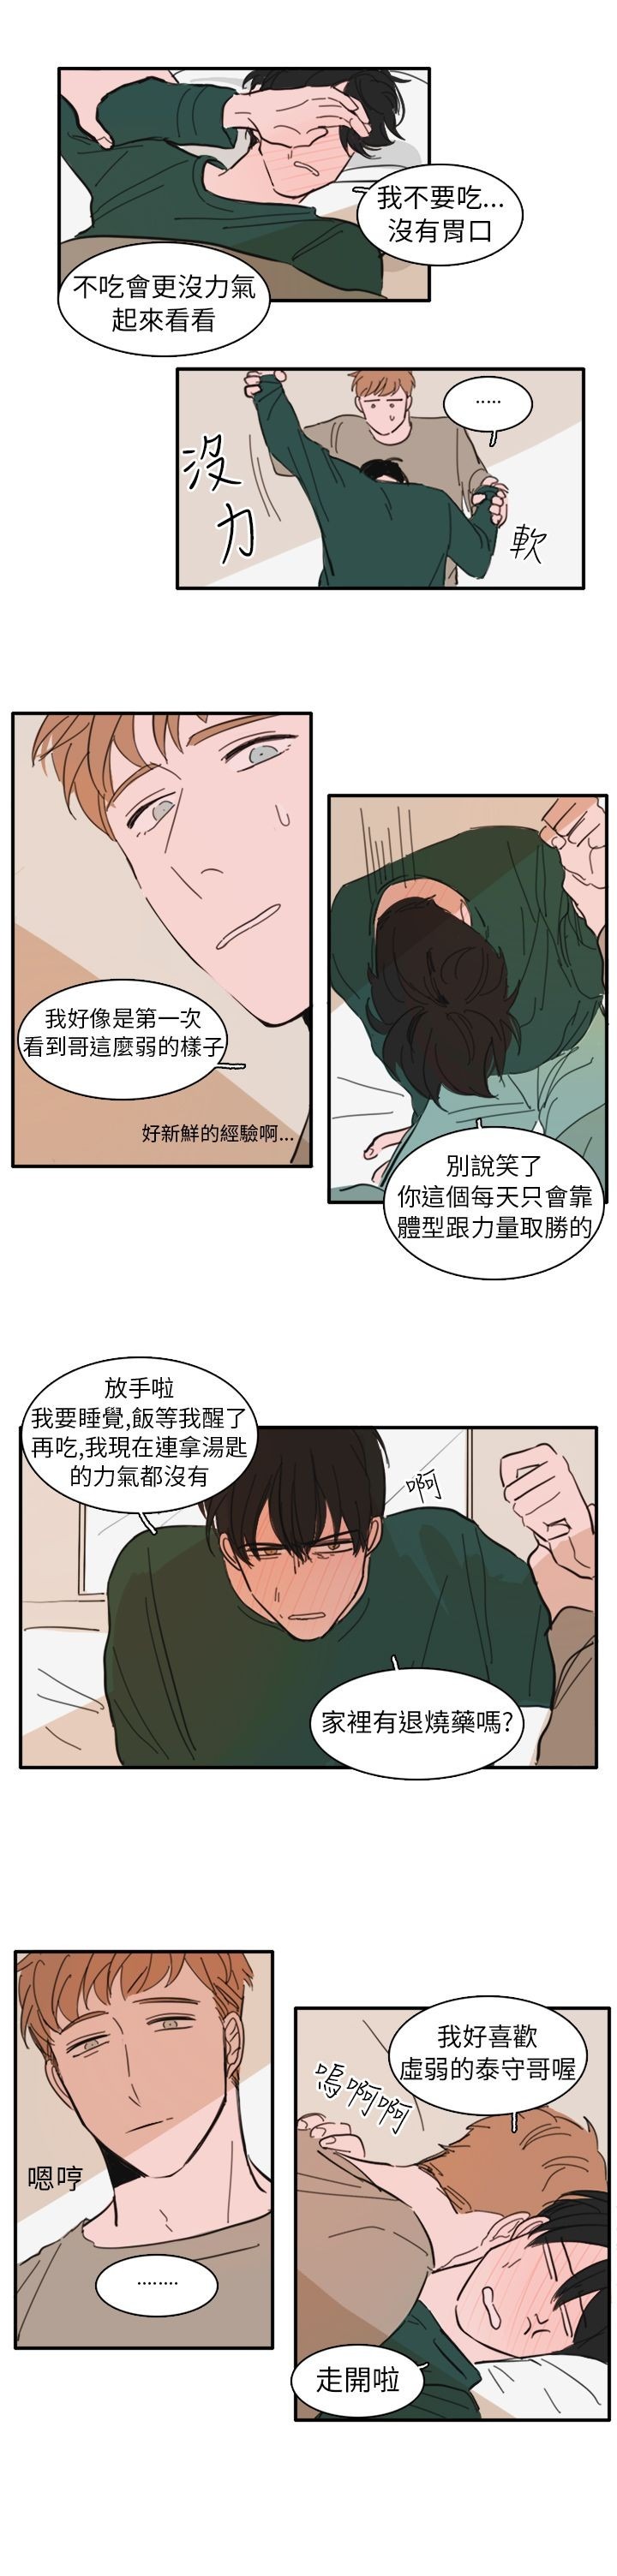 我不要吃...
沒有胃口
不吃會更沒力氣
起來看看
.....
沒
力
軟
我好像是第一次
看到哥這麼弱的樣子
好新鮮的經驗啊...
別說笑了
你這個每天只會靠
體型跟力量取勝的
放手啦
我要睡覺,飯等我醒了
再吃,我現在連拿湯匙
的力氣都沒有
啊
家裡有退燒藥嗎?
嗯哼
........
我好喜歡
虛弱的泰守哥喔
嗚啊啊
走開啦